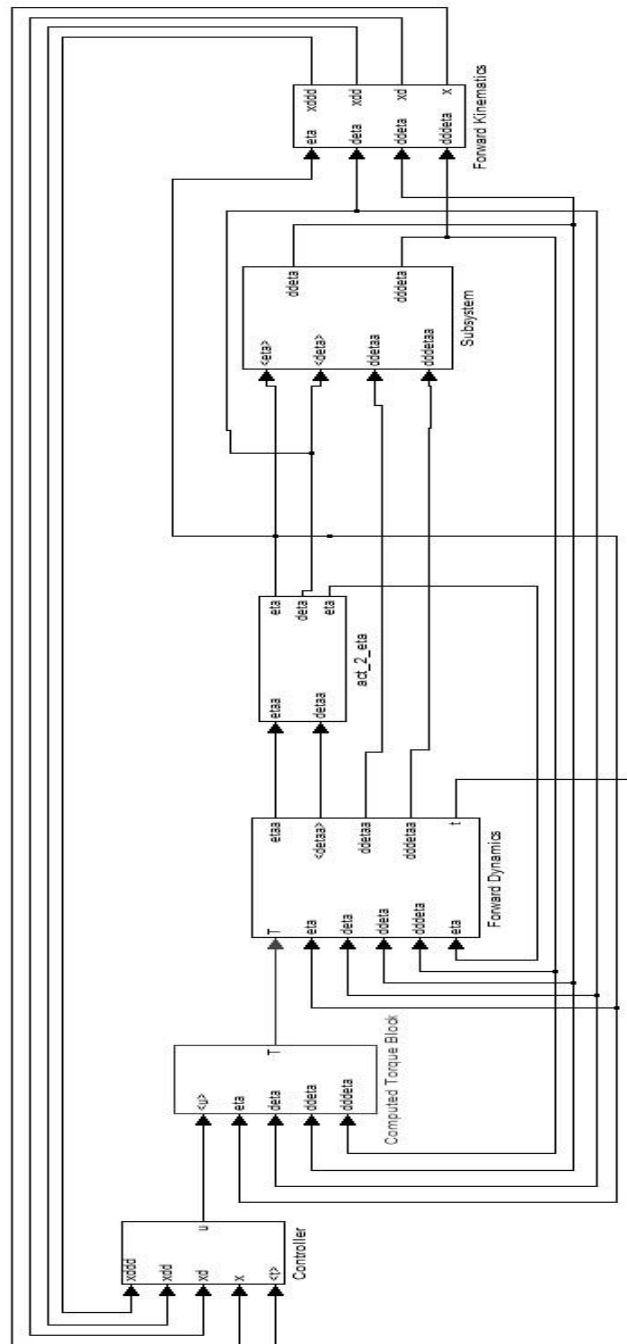 xddd
xdd
xd
x
<t>
u
Controller
<u>
eta
deta
ddeta
dddeta
T
Computed Torque Block
T
eta
deta
ddeta
dddeta
eta
etaa
<detaa>
ddetaa
dddetaa
t
Forward Dynamics
etaa
detaa
eta
deta
eta
act_2_eta
<eta>
<deta>
ddetaa
dddetaa
ddeta
dddeta
Subsystem
eta
deta
ddeta
dddeta
xddd
xdd
xd
x
Forward Kinematics